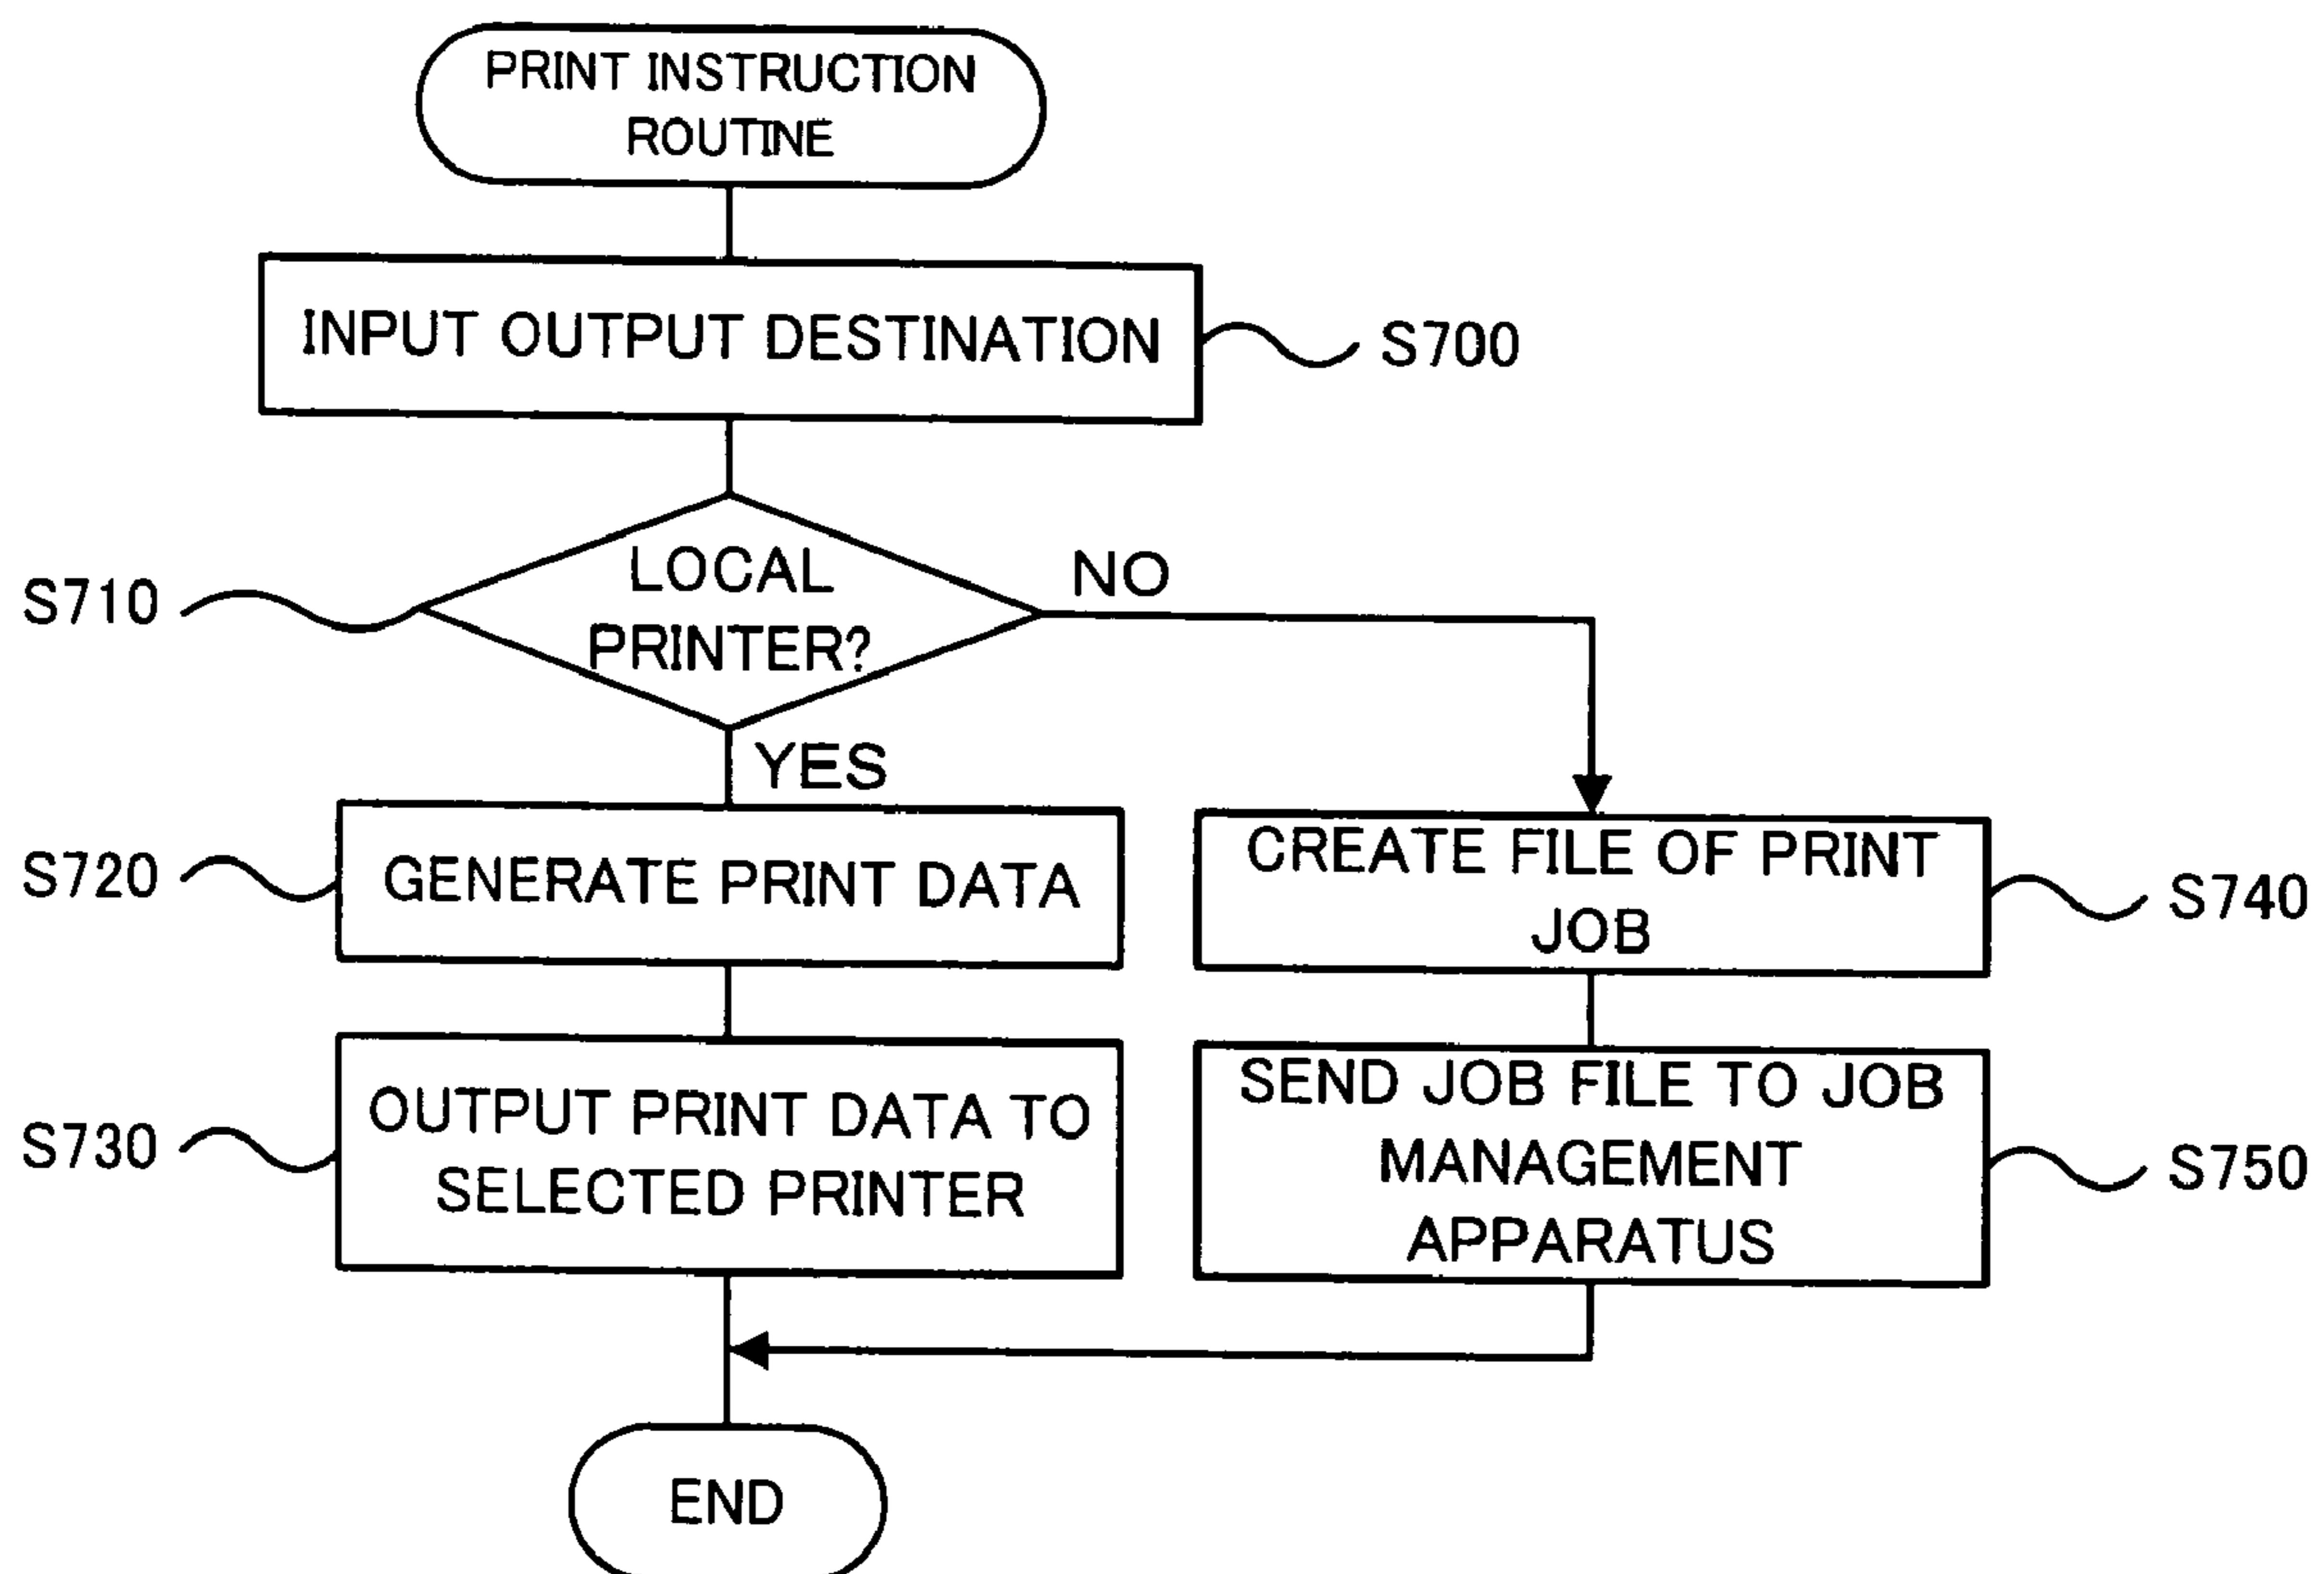 PRINT INSTRUCTION
ROUTINE
INPUT OUTPUT DESTINATION
S700
S710
LOCAL
PRINTER?
NO
YES
S720
GENERATE PRINT DATA
CREATE FILE OF PRINT
JOB
S740
S730
OUTPUT PRINT DATA TO
SELECTED PRINTER
SEND JOB FILE TO JOB
MANAGEMENT
APPARATUS
S750
END